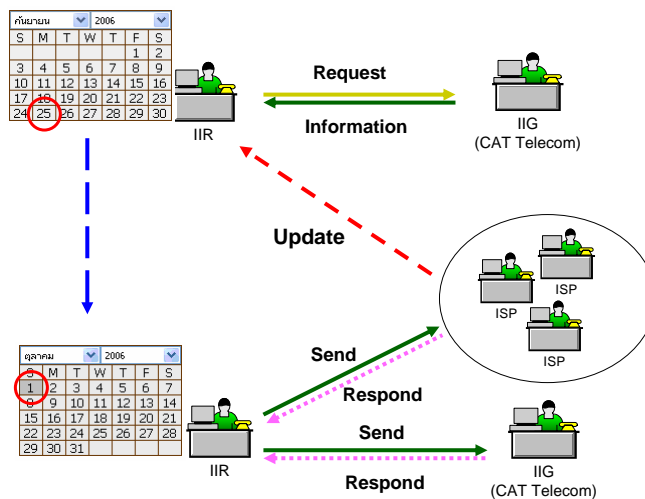 กันยายน 2006
S M T W T F S
1 2
3 4 5 6 7 8 9
10 11 12 13 14 15 16
17 18 19 20 21 22 23
24 25 26 27 28 29 30
IIR
Request
Information
IIG
(CAT Telecom)
Update
ISP
ISP
ISP
ตุลาคม 2006
S M T W T F S
1 2 3 4 5 6 7
8 9 10 11 12 13 14
15 16 17 18 19 20 21
22 23 24 25 26 27 28
29 30 31
IIR
Send
Respond
Send
Respond
IIG
(CAT Telecom)